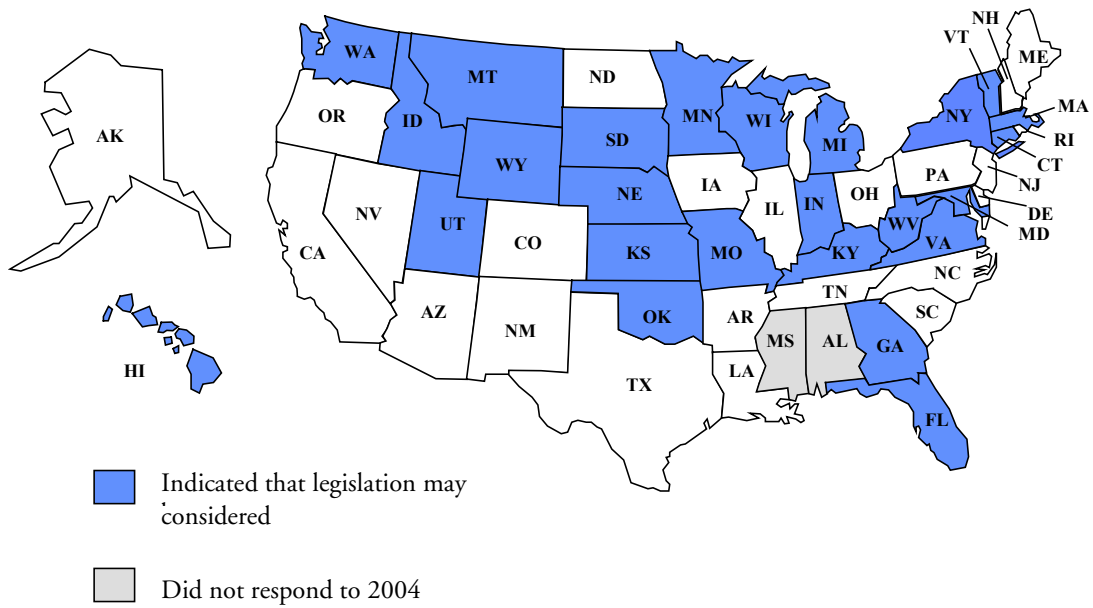 NH
VT
ME
WA
MT
ND
MN
OR
ID
SD
WI
MI
NY
MA
RI
CT
AK
WY
IA
PA
NJ
NE
OH
DE
MD
NV
UT
CO
IL
IN
WV
VA
CA
KS
MO
KY
NC
TN
AZ
NM
OK
AR
SC
MS
AL
GA
HI
TX
LA
FL
Indicated that legislation may
considered
Did not respond to 2004